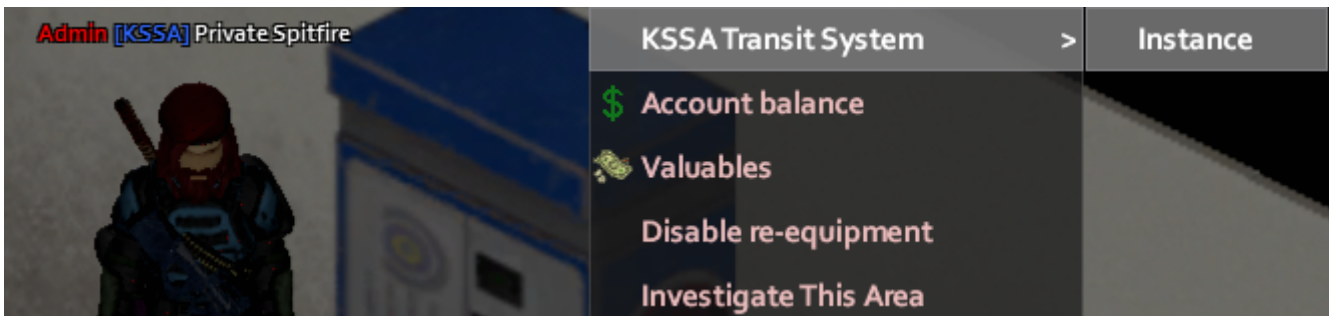 Admin [KSSA] Private Spitfire
KSSA Transit System > Instance
$ Account balance
Valuables
Disable re-equipment
Investigate This Area